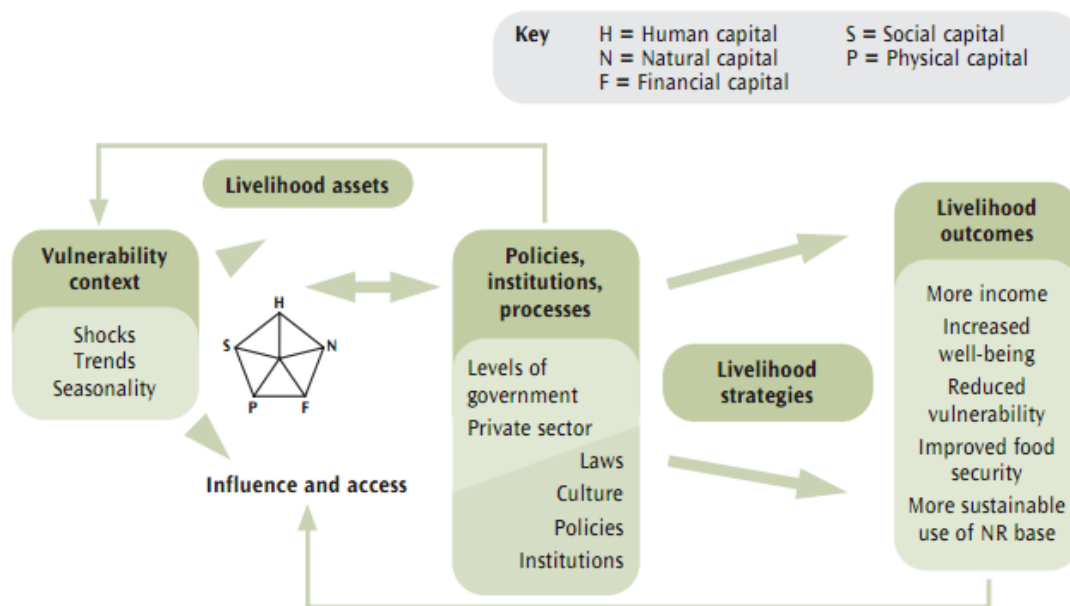 Key
H = Human capital
S = Social capital
N = Natural capital
P = Physical capital
F = Financial capital
Livelihood assets
Vulnerability
context
Shocks
Trends
Seasonality
H
S
N
P
F
Influence and access
Policies,
institutions,
processes
Levels of
government
Private sector
Laws
Culture
Policies
Institutions
Livelihood
strategies
Livelihood
outcomes
More income
Increased
well-being
Reduced
vulnerability
Improved food
security
More sustainable
use of NR base